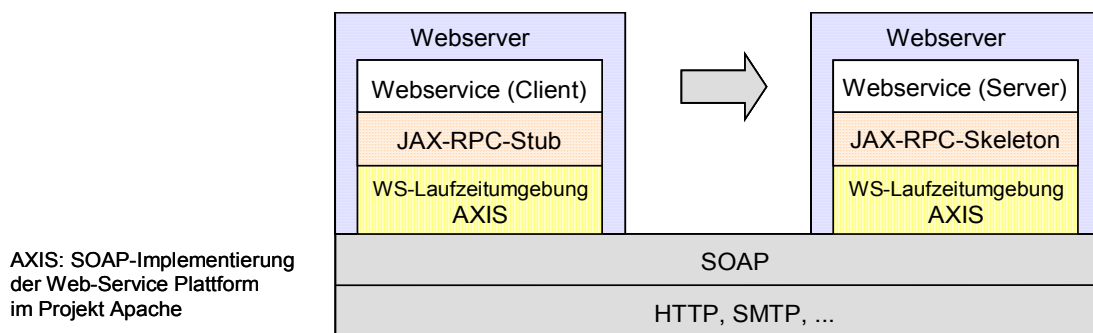 Webserver
Webservice (Client)
JAX-RPC-Stub
WS-Laufzeitumgebung
AXIS
Webserver
Webservice (Server)
JAX-RPC-Skeleton
WS-Laufzeitumgebung
AXIS
AXIS: SOAP-Implementierung
der Web-Service Plattform
im Projekt Apache
SOAP
HTTP, SMTP, ...